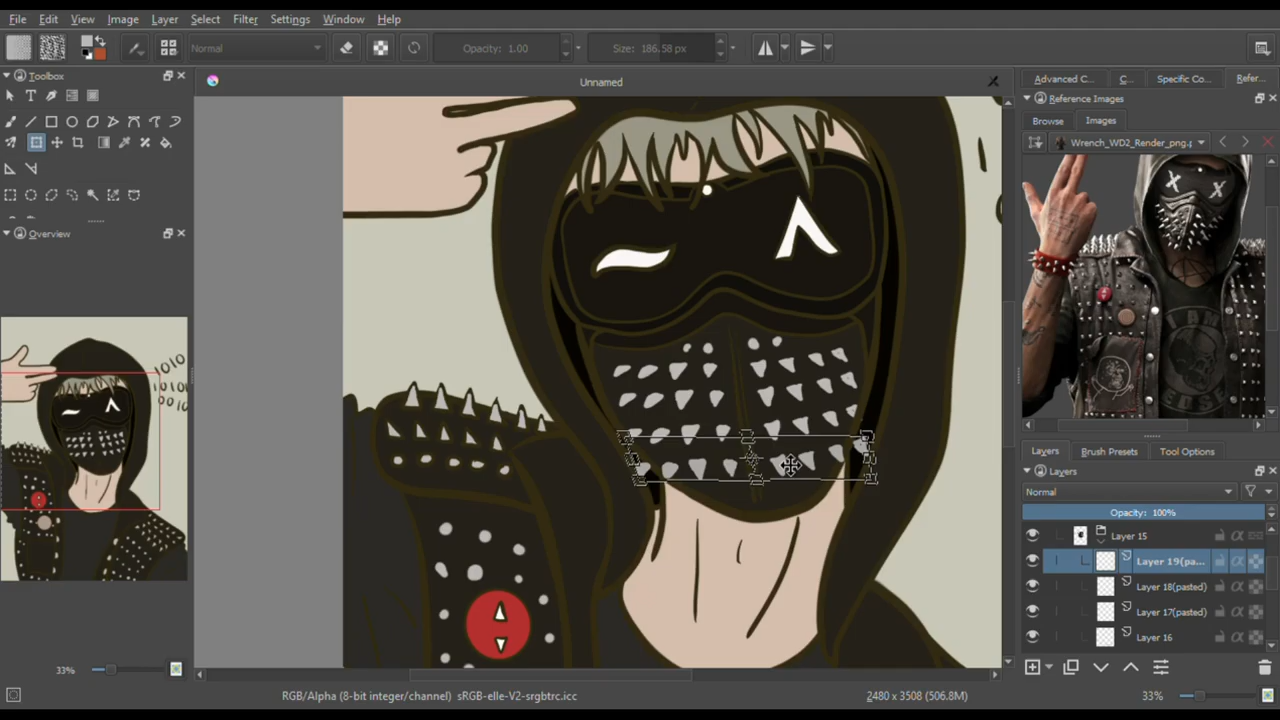 File Edit View Image Layer Select Filter Settings Window Help
Normal Opacity: 1.00 Size: 186.58 px
Toolbox
Unnamed
Advanced C... C... Specific Co... Refer...
Reference Images
Browse Images
Wrench_WD2_Render_png.p
Overview
1010
Layers Brush Presets Tool Options
Layers
Normal
Opacity: 100%
Layer 15
Layer 19(pa...
Layer 18(pasted)
Layer 17(pasted)
Layer 16
33%
RGB/Alpha (8-bit integer/channel) sRGB-elle-V2-srgbtrc.icc
2480 x 3508 (506.8M)
33%